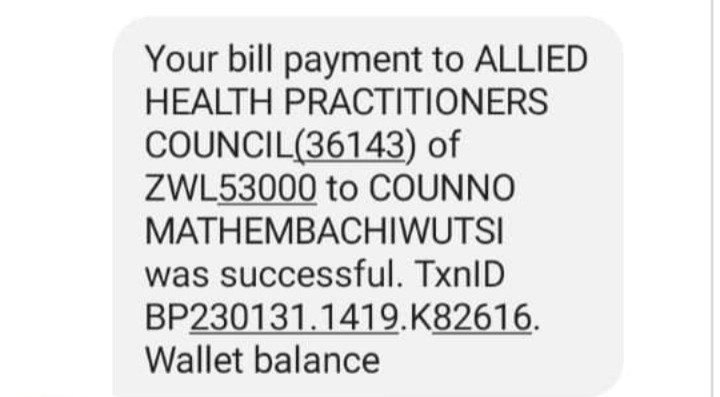 Your bill payment to ALLIED
HEALTH PRACTITIONERS
COUNCIL(36143) of
ZWL53000 to COUNNO
MATHEMBACHIWUTSI
was successful. TxnID
BP230131.1419.K82616.
Wallet balance